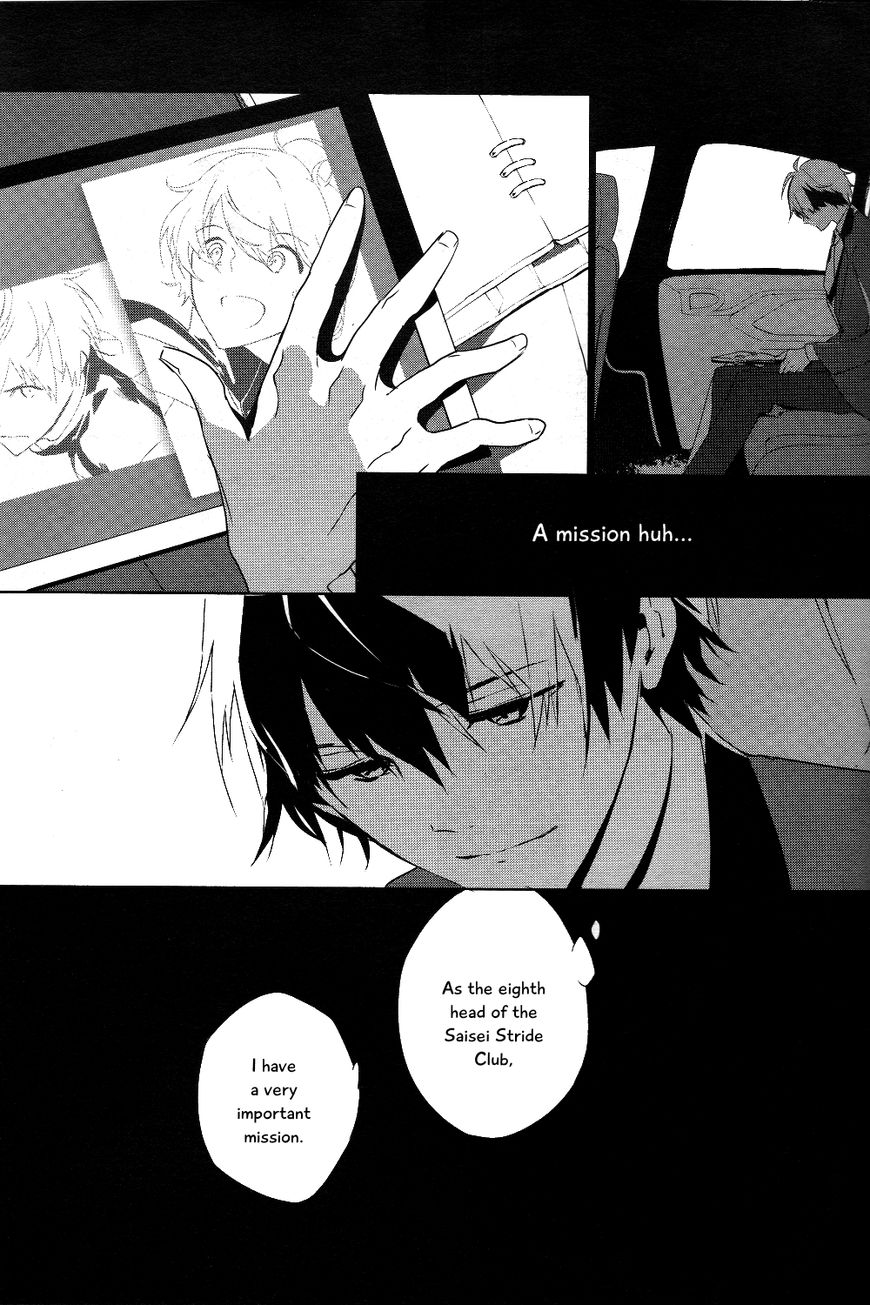 A mission huh...
As the eighth
head of the
Saisei Stride
Club,
I have
a very
important
mission.